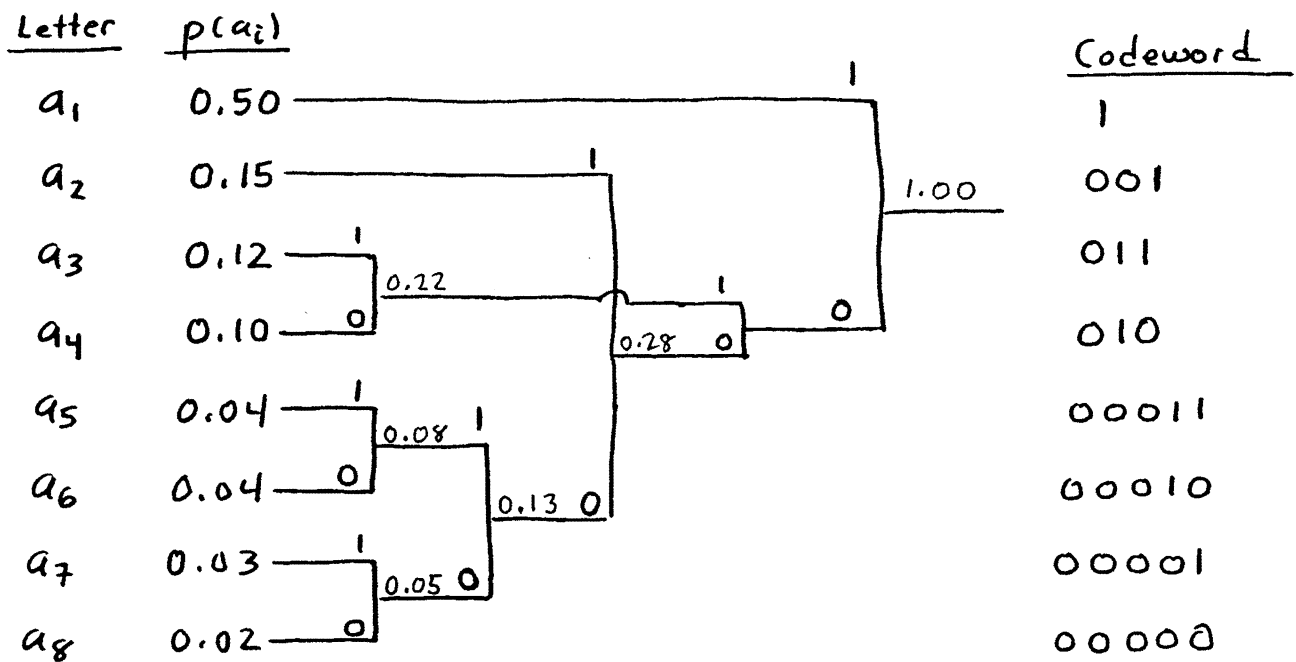 Letter p(aᵢ) Codeword
1
a₁ 0.50 1
1
a₂ 0.15 001
1.00
1
a₃ 0.12 011
0.22 1
0 0
a₄ 0.10 0.28 0 010
1
a₅ 0.04 1 00011
0.08
0
a₆ 0.04 0.13 0 00010
1
a₇ 0.03 00001
0.05 0
0
a₈ 0.02 00000